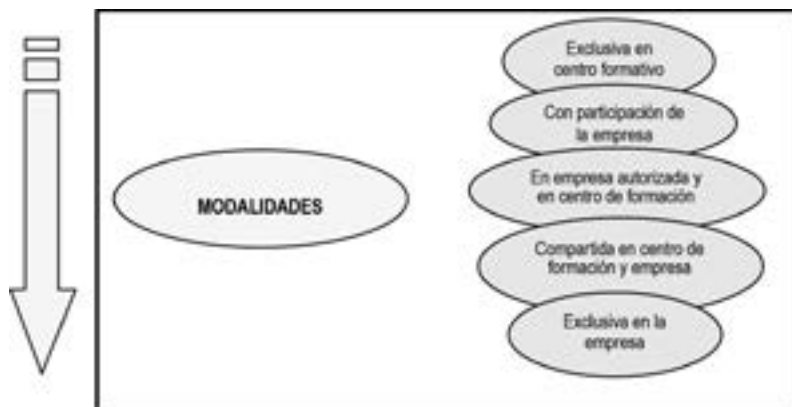 Exclusiva en
centro formativo
Con participación de
la empresa
En empresa autorizada y
en centro de formación
MODALIDADES
Compartida en centro de
formación y empresa
Exclusiva en la
empresa